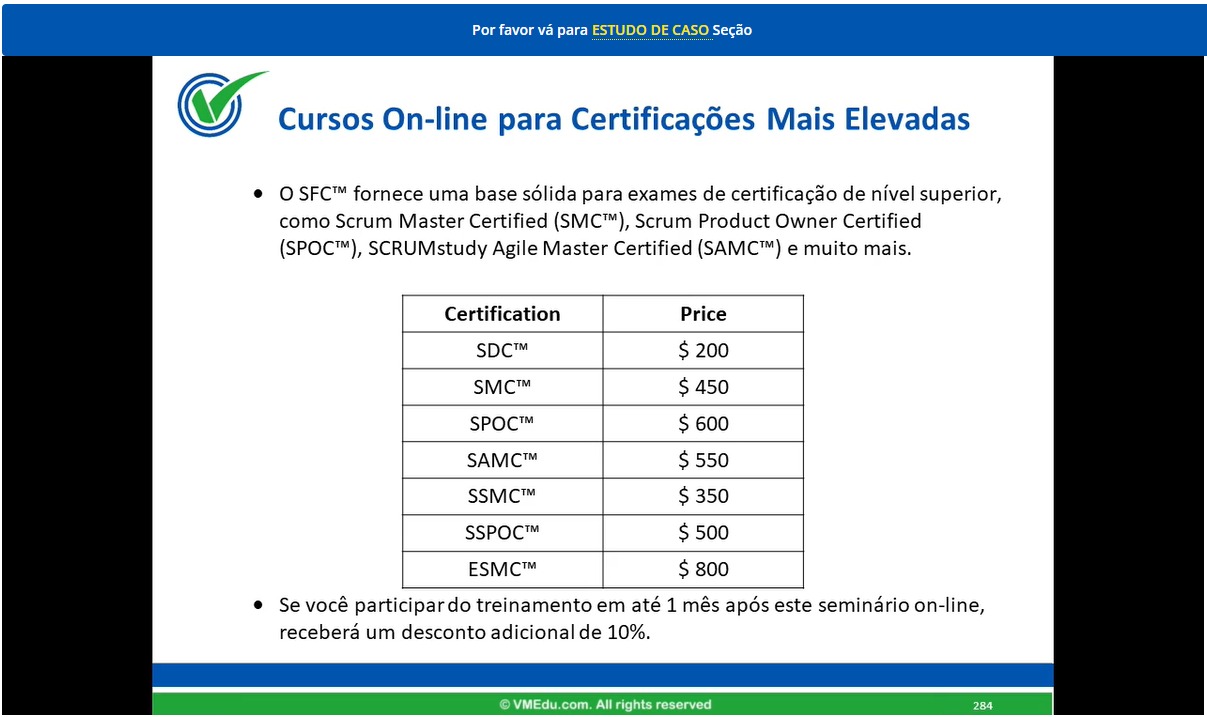 Por favor vá para ESTUDO DE CASO Seção
Cursos On-line para Certificações Mais Elevadas
• O SFC™ fornece uma base sólida para exames de certificação de nível superior,
como Scrum Master Certified (SMC™), Scrum Product Owner Certified
(SPOC™), SCRUMstudy Agile Master Certified (SAMC™) e muito mais.
Certification Price
SDC™ $ 200
SMC™ $ 450
SPOC™ $ 600
SAMC™ $ 550
SSMC™ $ 350
SSPOC™ $ 500
ESMC™ $ 800
• Se você participar do treinamento em até 1 mês após este seminário on-line,
receberá um desconto adicional de 10%.
© VMEdu.com. All rights reserved 284